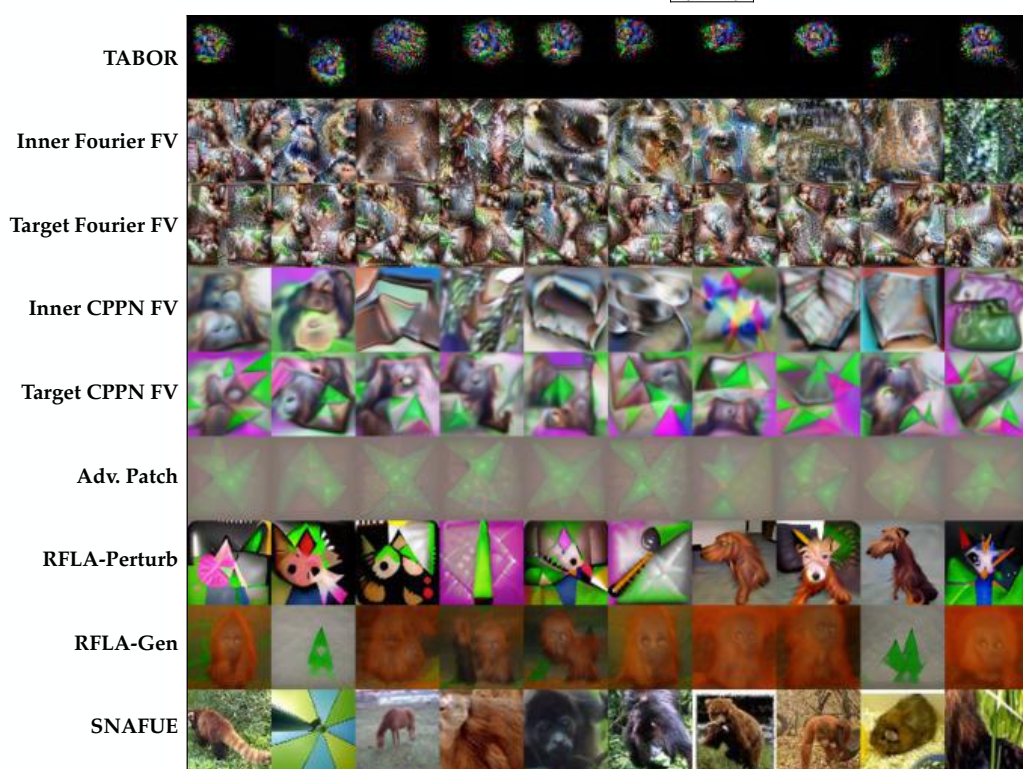 TABOR
Inner Fourier FV
Target Fourier FV
Inner CPPN FV
Target CPPN FV
Adv. Patch
RFLA-Perturb
RFLA-Gen
SNAFUE